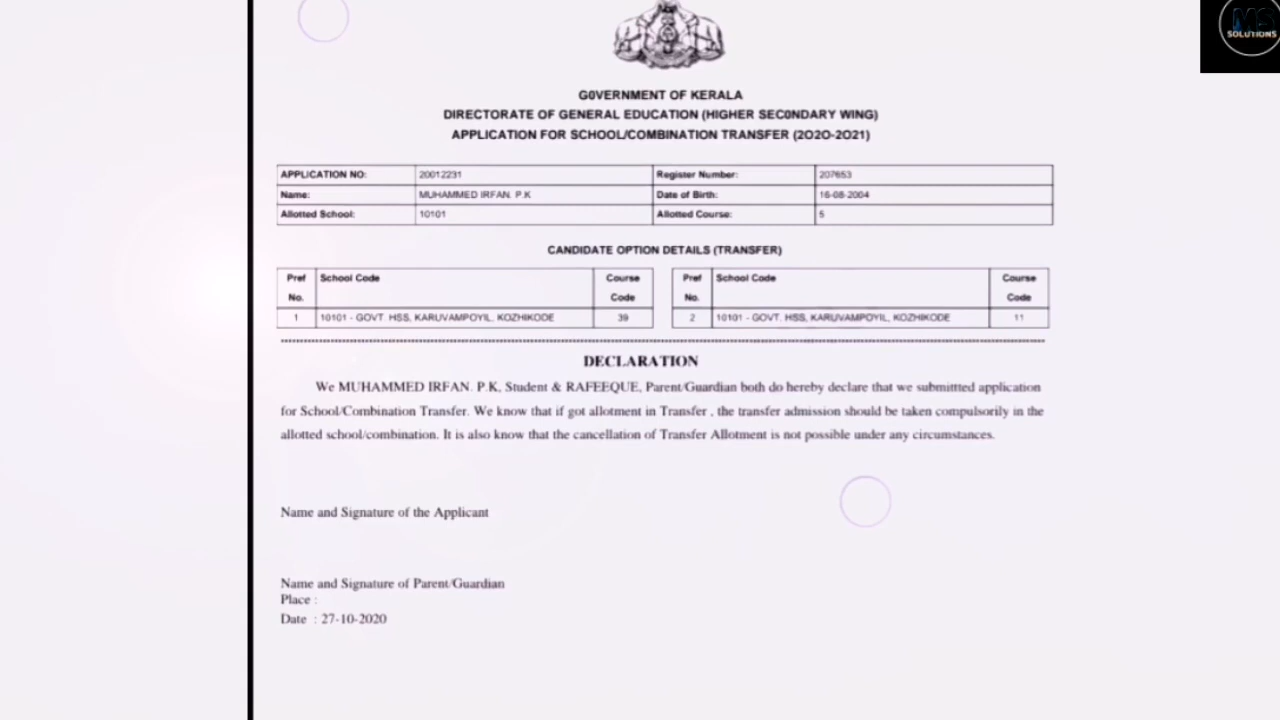 MS
SOLUTIONS
G0VERNMENT OF KERALA
DIRECTORATE OF GENERAL EDUCATION (HIGHER SEC0NDARY WING)
APPLICATION FOR SCHOOL/COMBINATION TRANSFER (2O2O-2O21)
APPLICATION NO: 20012231 Register Number: 207653
Name: MUHAMMED IRFAN. P.K Date of Birth: 16-08-2004
Allotted School: 10101 Allotted Course: 5
CANDIDATE OPTION DETAILS (TRANSFER)
Pref School Code Course Pref School Code Course
No. Code No. Code
1 10101 - GOVT. HSS, KARUVAMPOYIL, KOZHIKODE 39 2 10101 - GOVT. HSS, KARUVAMPOYIL, KOZHIKODE 11
DECLARATION
We MUHAMMED IRFAN. P.K, Student & RAFEEQUE, Parent/Guardian both do hereby declare that we submittted application
for School/Combination Transfer. We know that if got allotment in Transfer , the transfer admission should be taken compulsorily in the
allotted school/combination. It is also know that the cancellation of Transfer Allotment is not possible under any circumstances.
Name and Signature of the Applicant
Name and Signature of Parent/Guardian
Place :
Date : 27-10-2020